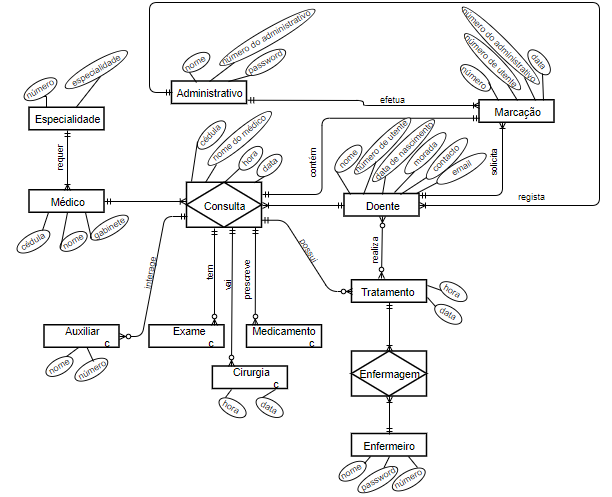 nome
número do administrativo
password
Administrativo
efetua
número
número de utente
número do administrativo
data
Marcação
número
especialidade
Especialidade
requer
Médico
cédula
nome
gabinete
cédula
nome do médico
hora
data
Consulta
contém
nome
número de utente
data de nascimento
morada
contacto
email
Doente
solicita
regista
interage
tem
vai
prescreve
possui
realiza
Auxiliar
c
nome
número
Exame
c
Medicamento
c
Cirurgia
c
hora
data
Tratamento
hora
data
Enfermagem
Enfermeiro
nome
password
número